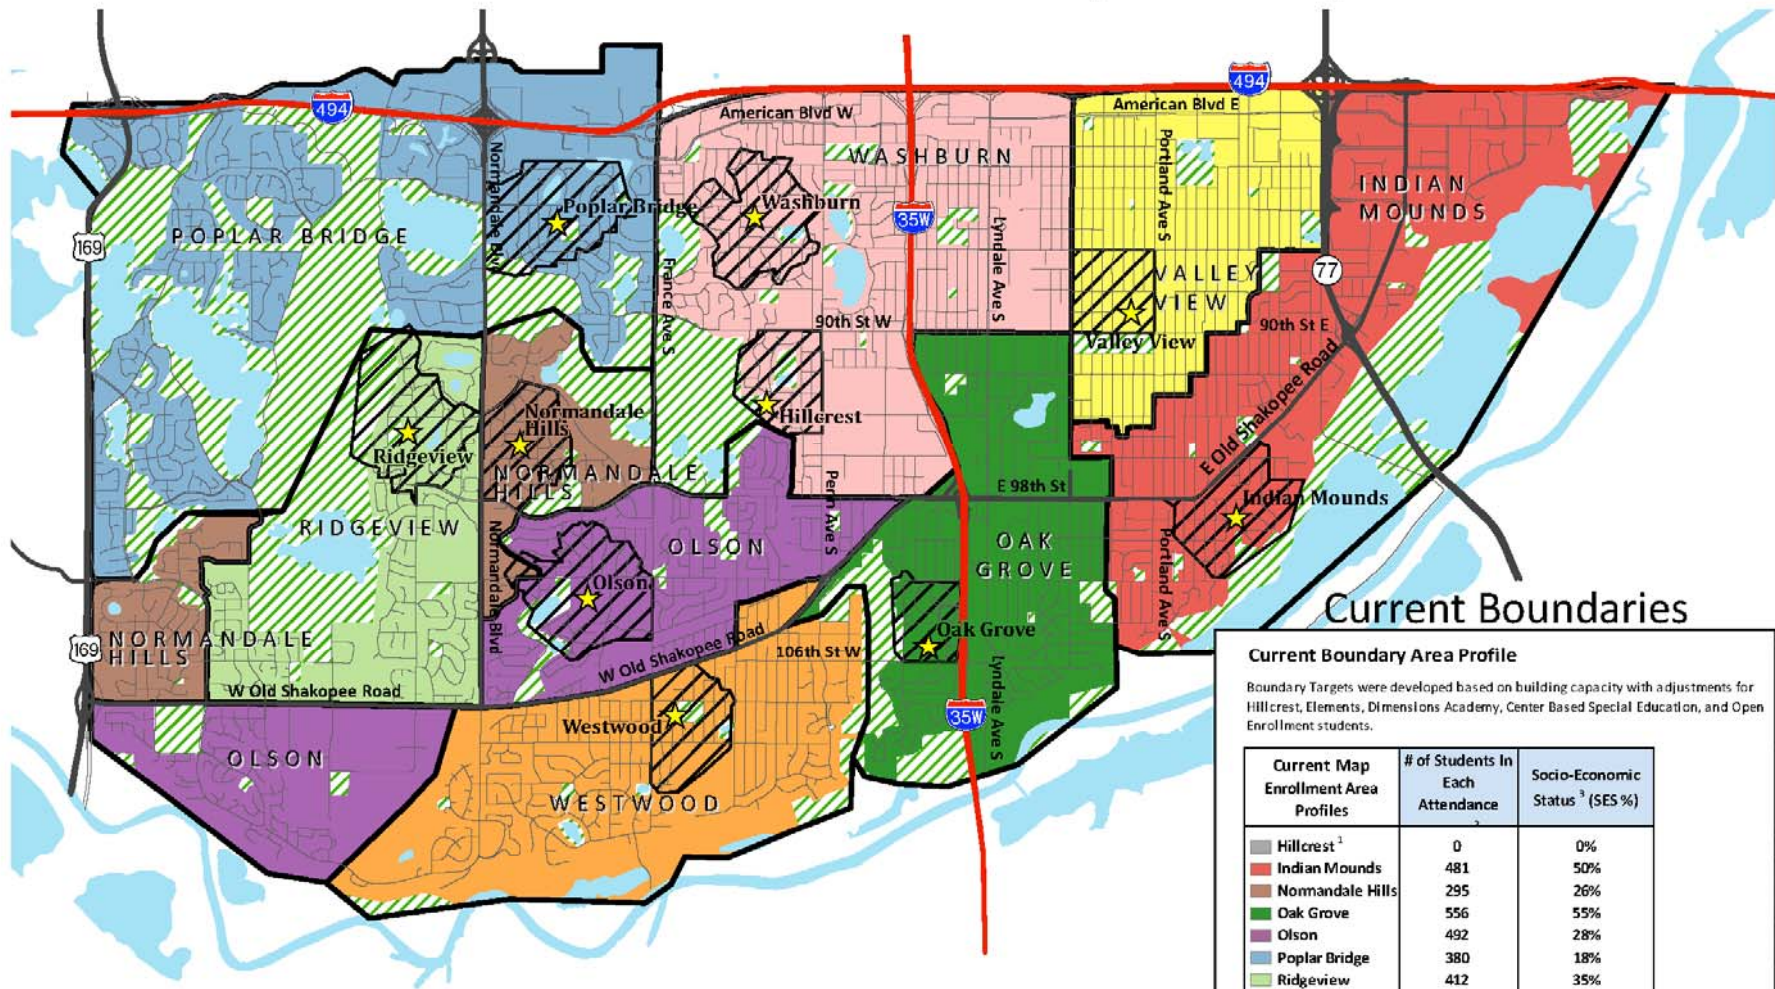 494
494
American Blvd W
American Blvd E
WASHBURN
Portland Ave S
INDIAN
MOUNDS
Normandale Blvd
Poplar Bridge
Washburn
35W
Lyndale Ave S
169
POPLAR BRIDGE
France Ave S
VALLEY
VIEW
77
90th St W
90th St E
Valley View
E Old Shakopee Road
Normandale
Hills
Hillcrest
Ridgeview
NORMANDALE
HILLS
Penn Ave S
E 98th St
Indian Mounds
RIDGEVIEW
Normandale Blvd
OLSON
OAK
GROVE
Portland Ave S
Olson
NORMANDALE
HILLS
169
W Old Shakopee Road
106th St W
Oak Grove
Lyndale Ave S
W Old Shakopee Road
Westwood
35W
OLSON
WESTWOOD
Current Boundaries
Current Boundary Area Profile
Boundary Targets were developed based on building capacity with adjustments for
Hillcrest, Elements, Dimensions Academy, Center Based Special Education, and Open
Enrollment students.
Current Map
Enrollment Area
Profiles
# of Students In
Each
Attendance
Socio-Economic
Status 3 (SES %)
Hillcrest 1 0 0%
Indian Mounds 481 50%
Normandale Hills 295 26%
Oak Grove 556 55%
Olson 492 28%
Poplar Bridge 380 18%
Ridgeview 412 35%